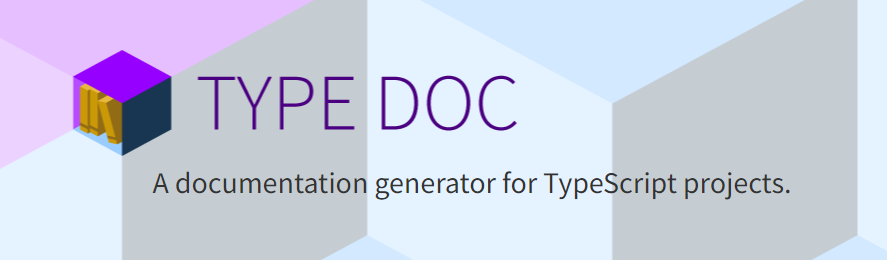 TYPE DOC
A documentation generator for TypeScript projects.